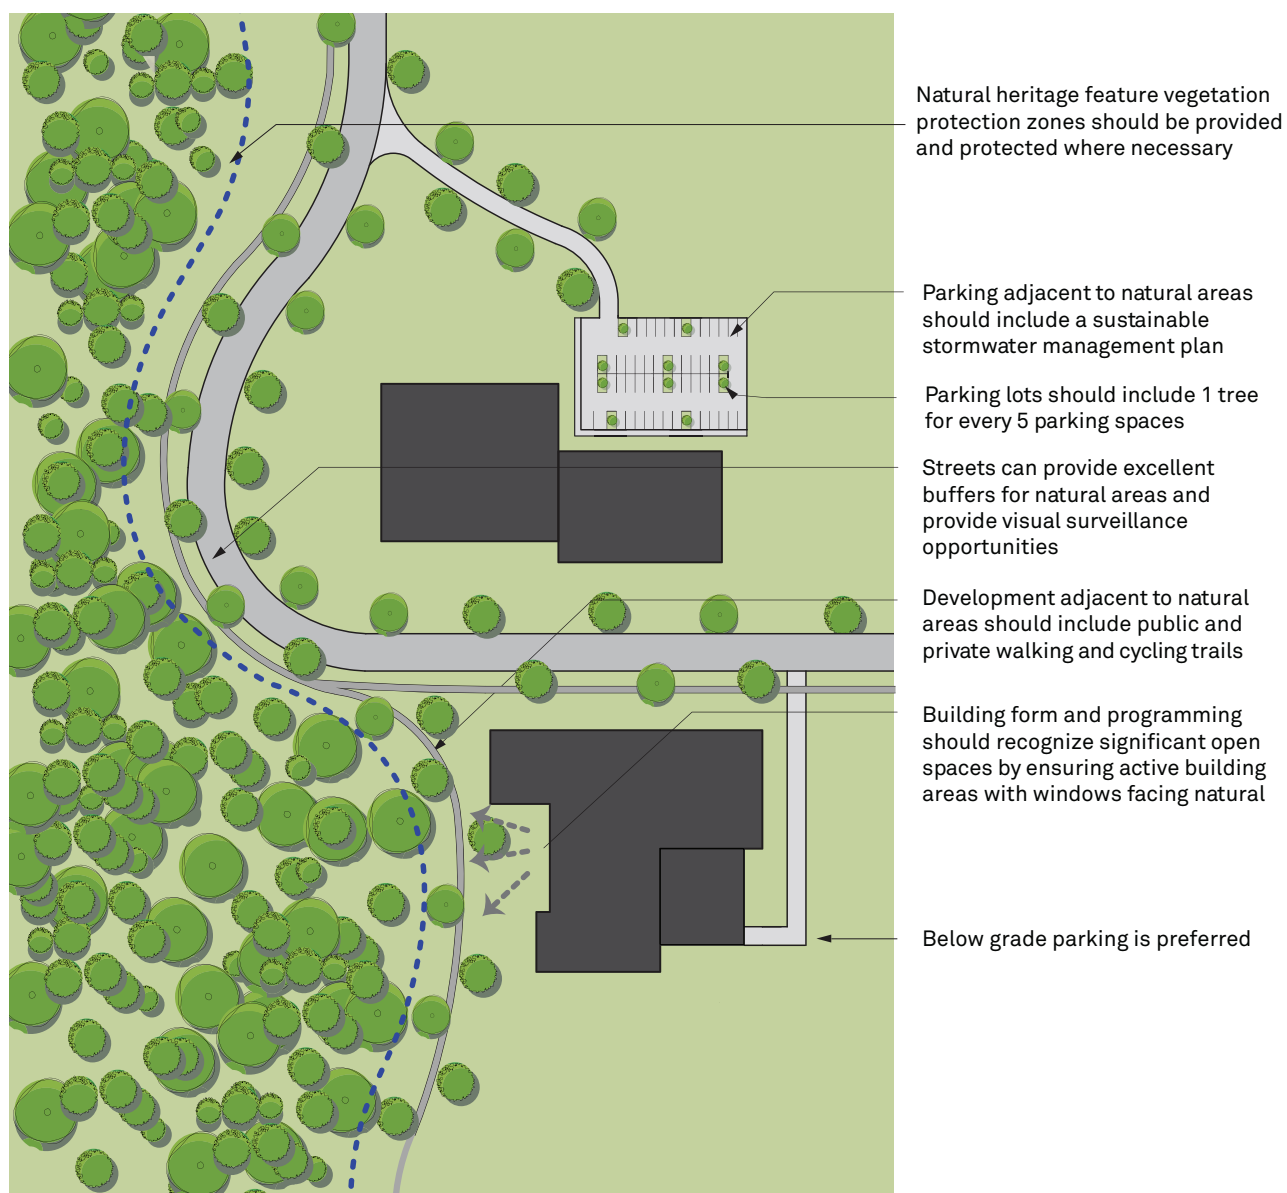 Natural heritage feature vegetation
protection zones should be provided
and protected where necessary
Parking adjacent to natural areas
should include a sustainable
stormwater management plan
Parking lots should include 1 tree
for every 5 parking spaces
Streets can provide excellent
buffers for natural areas and
provide visual surveillance
opportunities
Development adjacent to natural
areas should include public and
private walking and cycling trails
Building form and programming
should recognize significant open
spaces by ensuring active building
areas with windows facing natural
Below grade parking is preferred